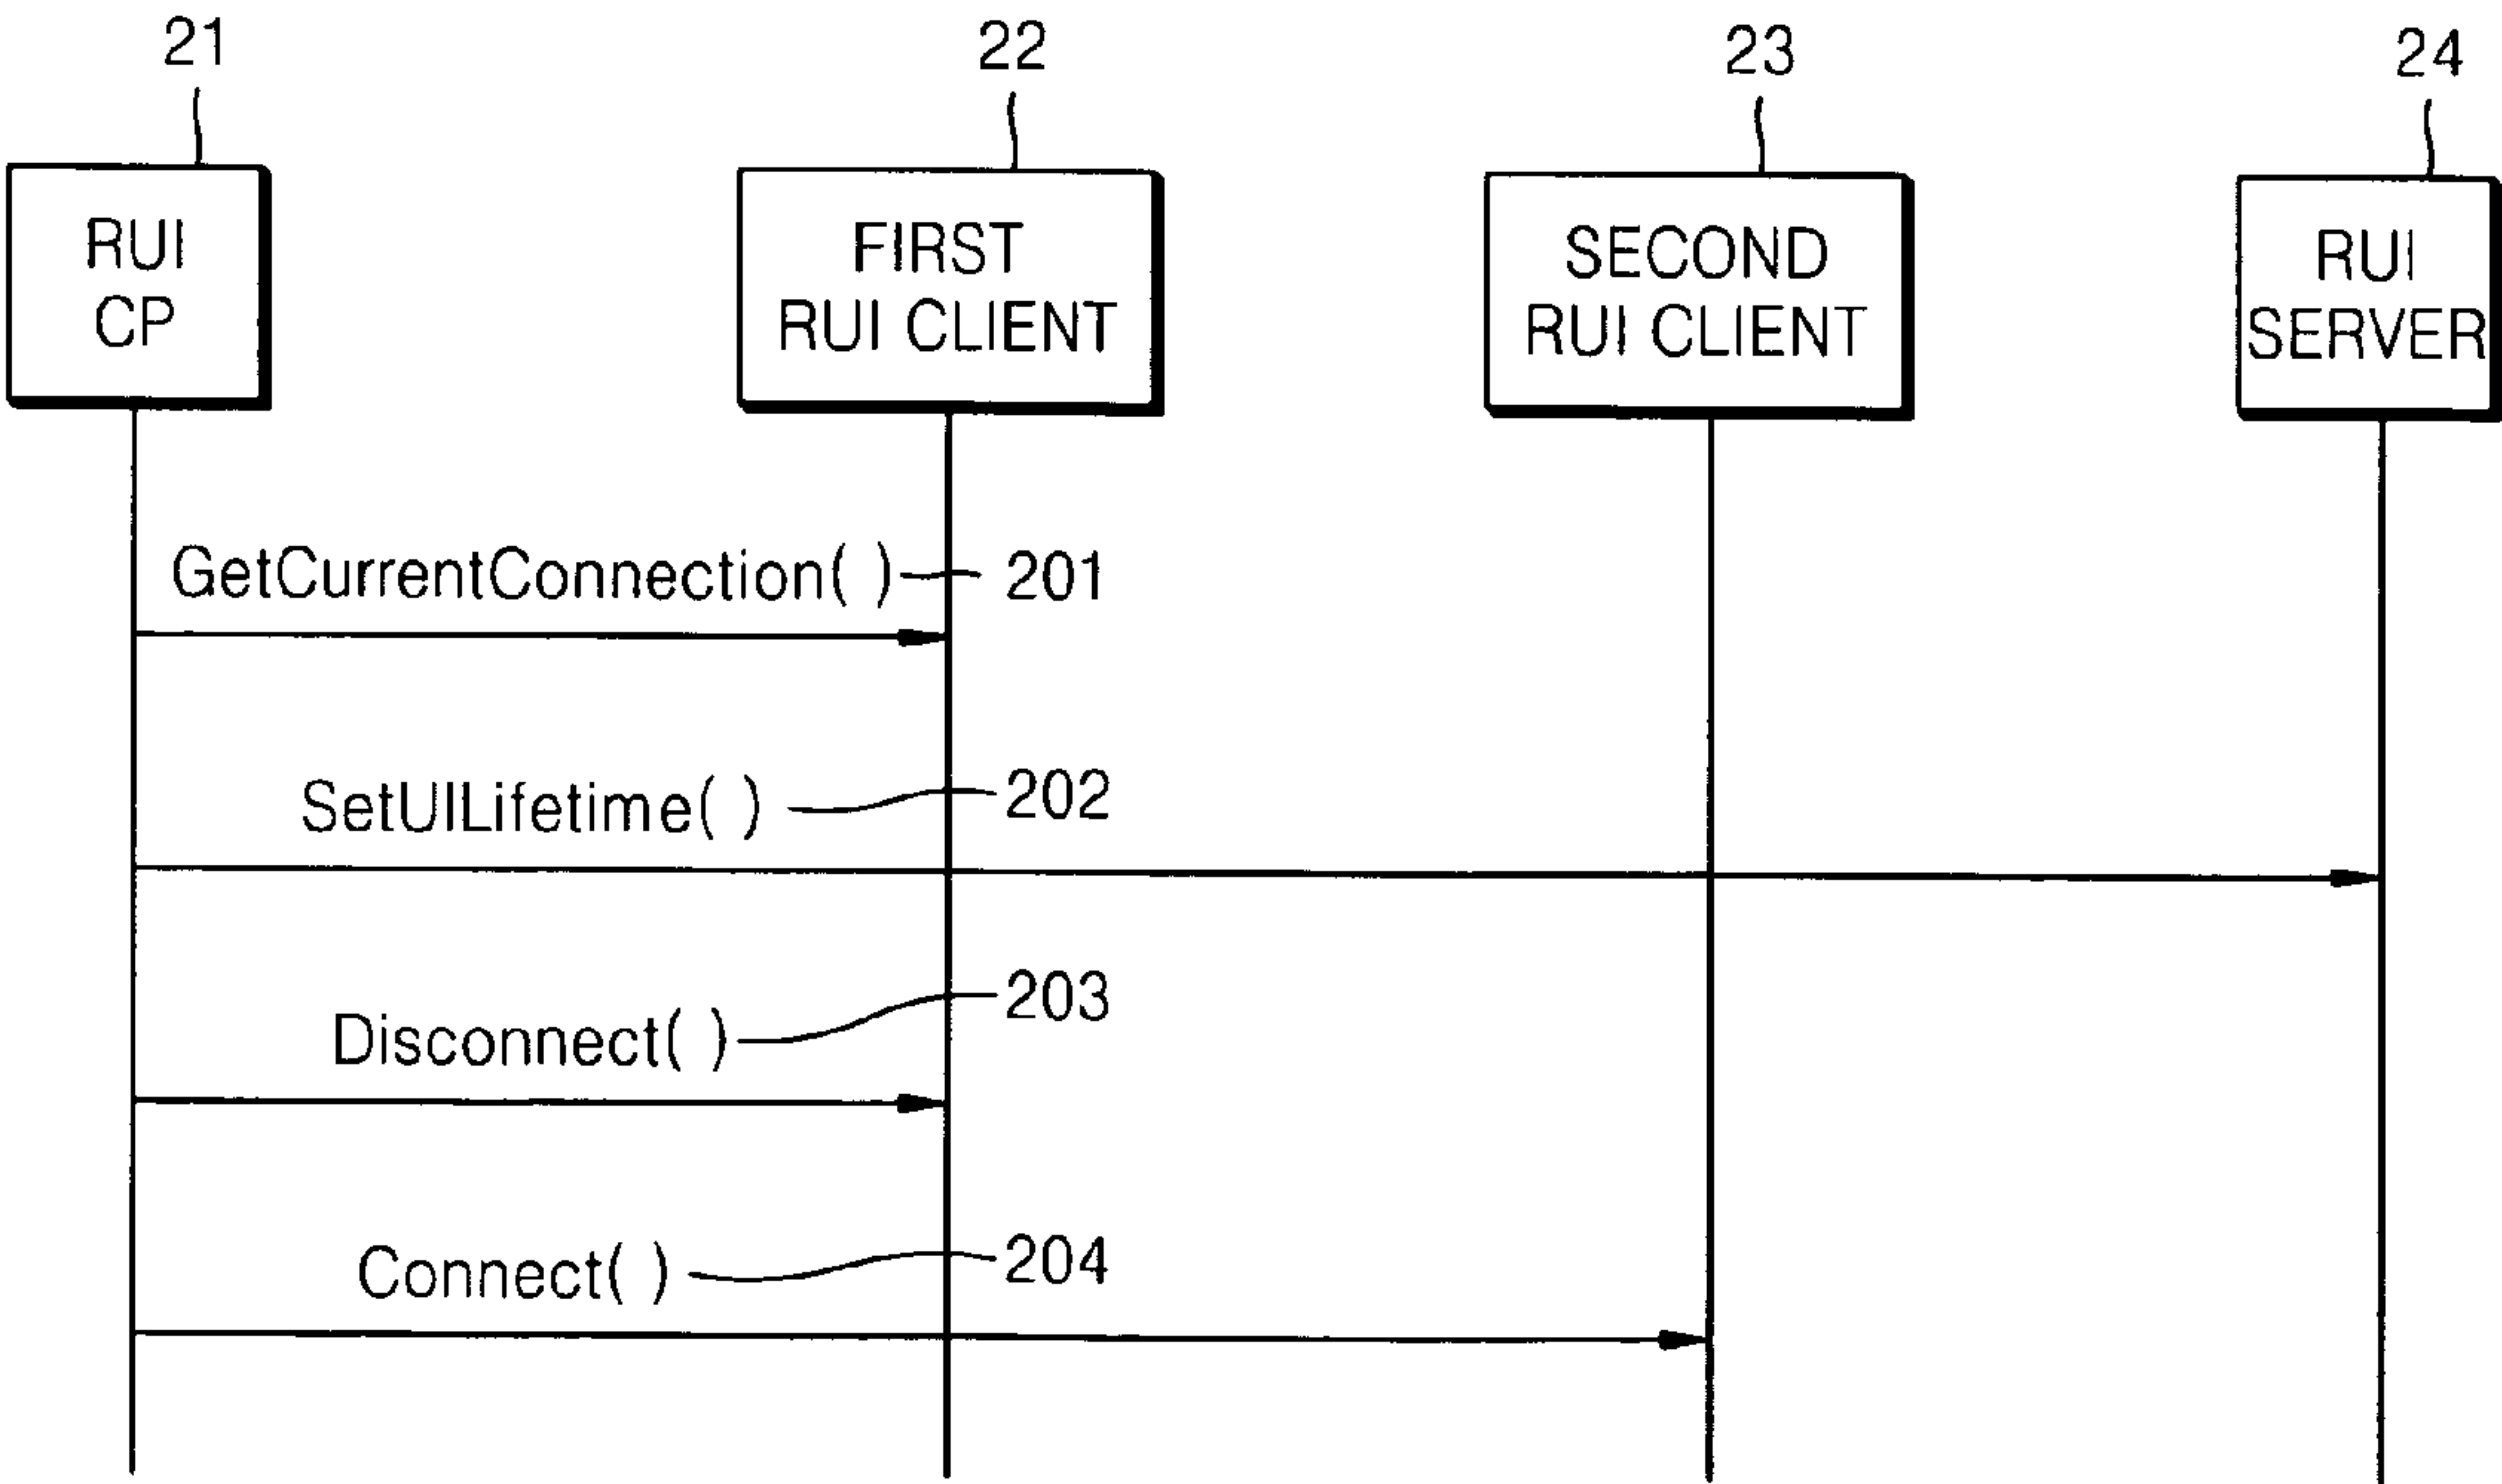 21
22
23
24
RUI
CP
FIRST
RUI CLIENT
SECOND
RUI CLIENT
RUI
SERVER
GetCurrentConnection( )
201
SetUILifetime( )
202
Disconnect( )
203
Connect( )
204